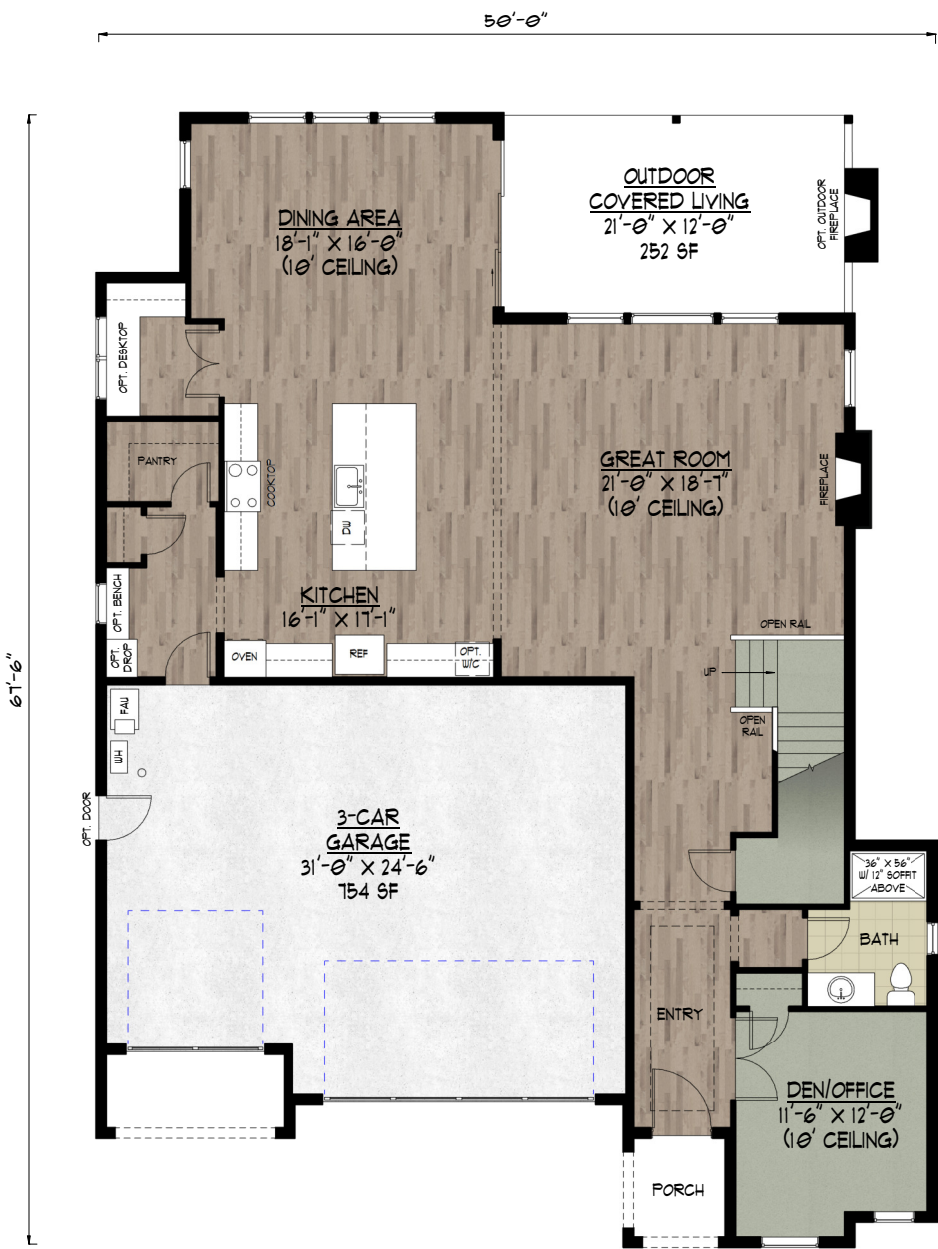 50'-0"
67'-6"
DINING AREA
18'-1" X 16'-0"
(10' CEILING)
OUTDOOR
COVERED LIVING
21'-0" X 12'-0"
252 SF
OPT. OUTDOOR
FIREPLACE
OPT. DESKTOP
PANTRY
COOKTOP
DW
GREAT ROOM
21'-0" X 18'-7"
(10' CEILING)
FIREPLACE
KITCHEN
16'-1" X 17'-1"
OPT. BENCH
OPT.
DROP
OVEN
REF
OPT.
W/C
OPEN RAIL
UP
OPEN
RAIL
FAU
WH
OPT. DOOR
3-CAR
GARAGE
31'-0" X 24'-6"
754 SF
36" X 56"
W/ 12" SOFFIT
ABOVE
BATH
ENTRY
DEN/OFFICE
11'-6" X 12'-0"
(10' CEILING)
PORCH